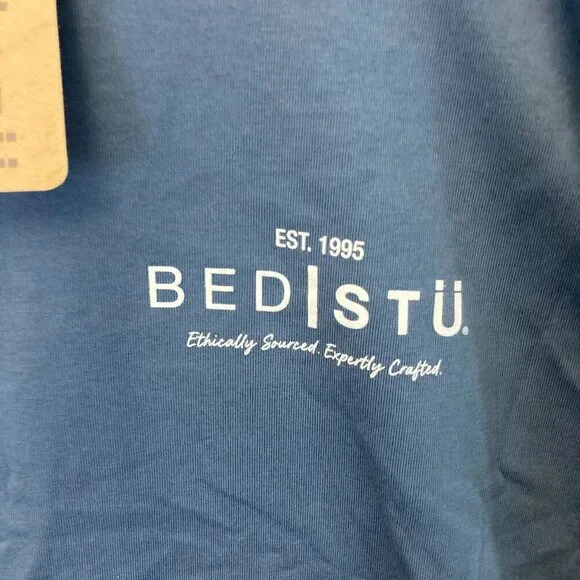 EST. 1995
BED|STÜ®
Ethically Sourced. Expertly Crafted.